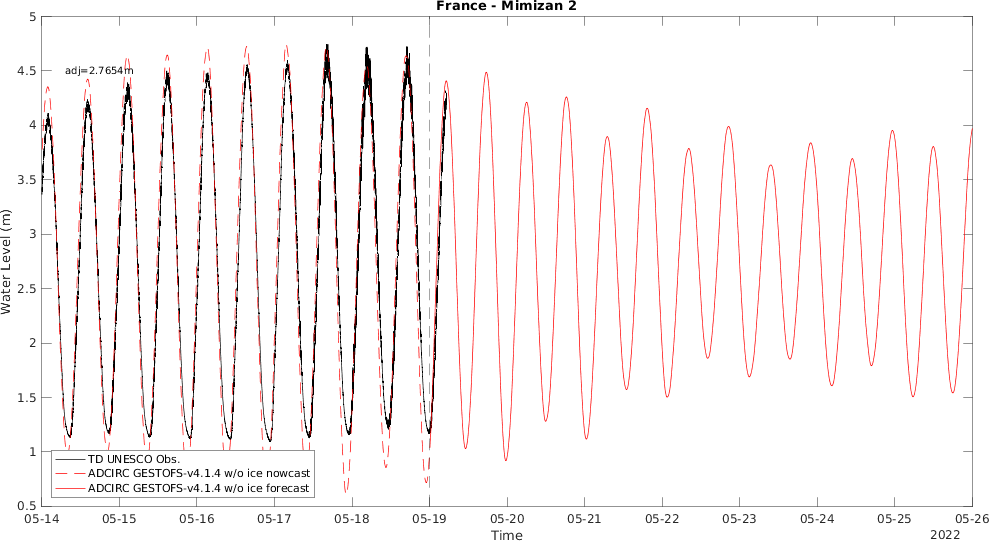 France - Mimizan 2
5
4.5
4
3.5
3
2.5
2
1.5
1
0.5
Water Level (m)
adj=2.7654m
TD UNESCO Obs.
ADCIRC GESTOFS-v4.1.4 w/o ice nowcast
ADCIRC GESTOFS-v4.1.4 w/o ice forecast
05-14 05-15 05-16 05-17 05-18 05-19 05-20 05-21 05-22 05-23 05-24 05-25 05-26
Time
2022